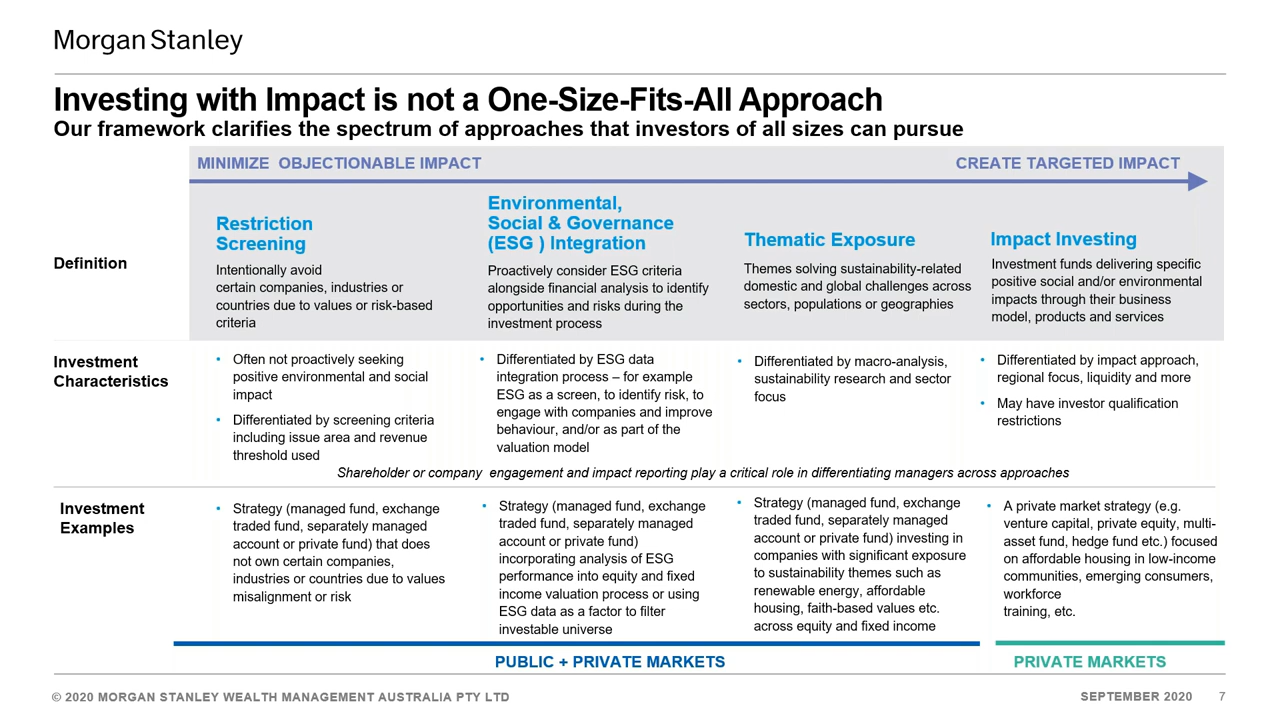 Morgan Stanley
Investing with Impact is not a One-Size-Fits-All Approach
Our framework clarifies the spectrum of approaches that investors of all sizes can pursue
MINIMIZE OBJECTIONABLE IMPACT
CREATE TARGETED IMPACT
Definition
Restriction
Screening
Intentionally avoid
certain companies, industries or
countries due to values or risk-based
criteria
Environmental,
Social & Governance
(ESG ) Integration
Proactively consider ESG criteria
alongside financial analysis to identify
opportunities and risks during the
investment process
Thematic Exposure
Themes solving sustainability-related
domestic and global challenges across
sectors, populations or geographies
Impact Investing
Investment funds delivering specific
positive social and/or environmental
impacts through their business
model, products and services
Investment
Characteristics
• Often not proactively seeking
positive environmental and social
impact
• Differentiated by screening criteria
including issue area and revenue
threshold used
• Differentiated by ESG data
integration process – for example
ESG as a screen, to identify risk, to
engage with companies and improve
behaviour, and/or as part of the
valuation model
• Differentiated by macro-analysis,
sustainability research and sector
focus
• Differentiated by impact approach,
regional focus, liquidity and more
• May have investor qualification
restrictions
Shareholder or company engagement and impact reporting play a critical role in differentiating managers across approaches
Investment
Examples
• Strategy (managed fund, exchange
traded fund, separately managed
account or private fund) that does
not own certain companies,
industries or countries due to values
misalignment or risk
• Strategy (managed fund, exchange
traded fund, separately managed
account or private fund)
incorporating analysis of ESG
performance into equity and fixed
income valuation process or using
ESG data as a factor to filter
investable universe
• Strategy (managed fund, exchange
traded fund, separately managed
account or private fund) investing in
companies with significant exposure
to sustainability themes such as
renewable energy, affordable
housing, faith-based values etc.
across equity and fixed income
• A private market strategy (e.g.
venture capital, private equity, multi-
asset fund, hedge fund etc.) focused
on affordable housing in low-income
communities, emerging consumers,
workforce
training, etc.
PUBLIC + PRIVATE MARKETS
PRIVATE MARKETS
© 2020 MORGAN STANLEY WEALTH MANAGEMENT AUSTRALIA PTY LTD
SEPTEMBER 2020 7